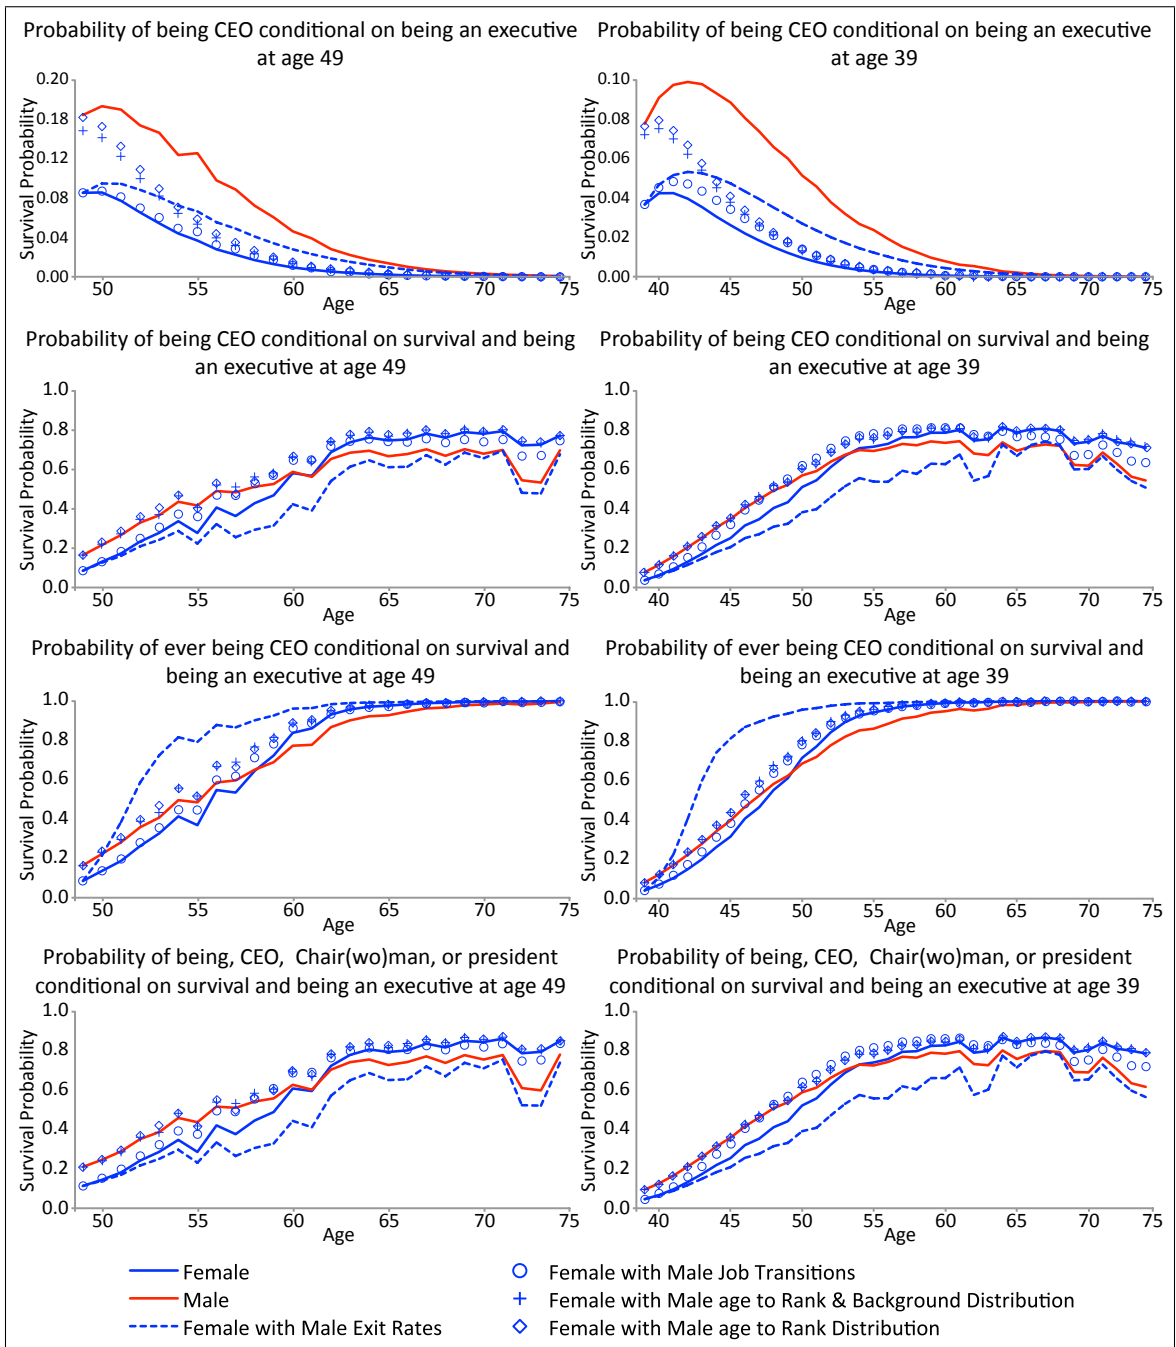 Probability of being CEO conditional on being an executive
at age 49
Survival Probability
0.20
0.16
0.12
0.08
0.04
0.00
50
55
60
65
70
75
Age
Probability of being CEO conditional on being an executive
at age 39
Survival Probability
0.10
0.08
0.06
0.04
0.02
0.00
40
45
50
55
60
65
70
75
Age
Probability of being CEO conditional on survival and being
an executive at age 49
Survival Probability
1.0
0.8
0.6
0.4
0.2
0.0
50
55
60
65
70
75
Age
Probability of being CEO conditional on survival and being
an executive at age 39
Survival Probability
1.0
0.8
0.6
0.4
0.2
0.0
40
45
50
55
60
65
70
75
Age
Probability of ever being CEO conditional on survival and
being an executive at age 49
Survival Probability
1.0
0.8
0.6
0.4
0.2
0.0
50
55
60
65
70
75
Age
Probability of ever being CEO conditional on survival and
being an executive at age 39
Survival Probability
1.0
0.8
0.6
0.4
0.2
0.0
40
45
50
55
60
65
70
75
Age
Probability of being, CEO, Chair(wo)man, or president
conditional on survival and being an executive at age 49
Survival Probability
1.0
0.8
0.6
0.4
0.2
0.0
50
55
60
65
70
75
Age
Probability of being, CEO, Chair(wo)man, or president
conditional on survival and being an executive at age 39
Survival Probability
1.0
0.8
0.6
0.4
0.2
0.0
40
45
50
55
60
65
70
75
Age
Female
Male
Female with Male Exit Rates
Female with Male Job Transitions
Female with Male age to Rank & Background Distribution
Female with Male age to Rank Distribution